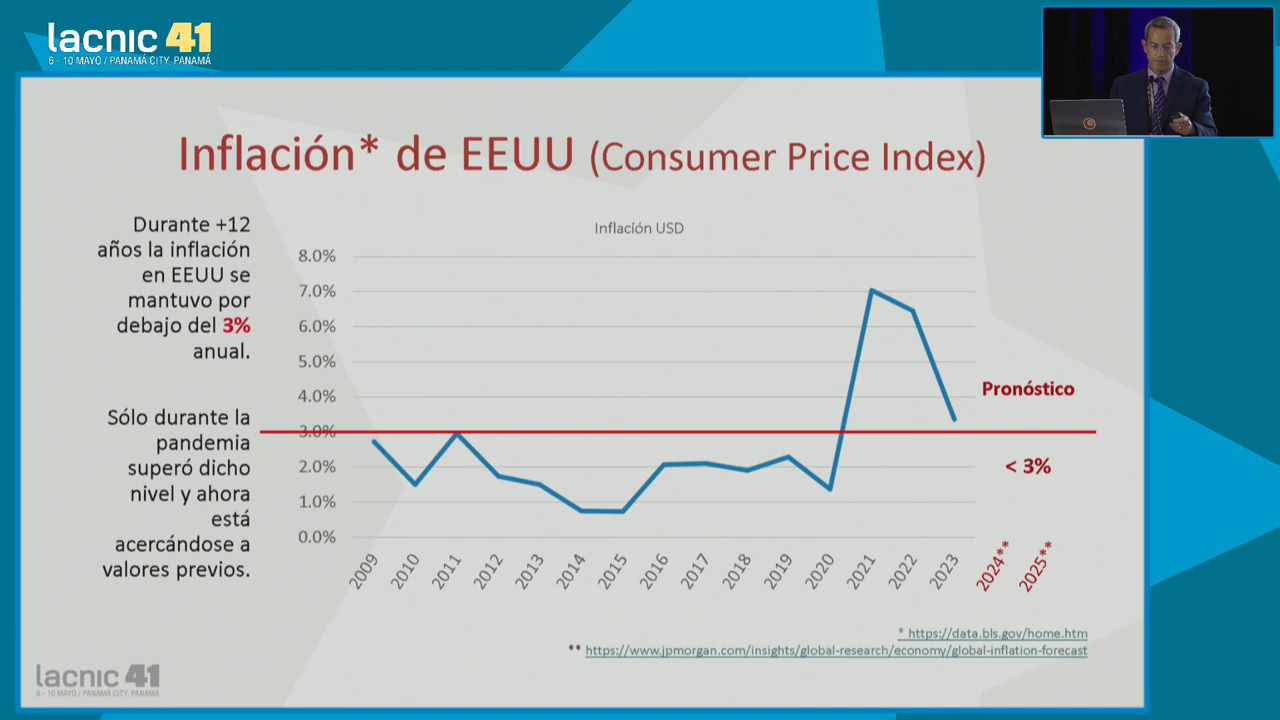 lacnic 41
6 - 10 MAYO / PANAMÁ CITY, PANAMÁ
Inflación* de EEUU (Consumer Price Index)
Durante +12
años la inflación
en EEUU se
mantuvo por
debajo del 3%
anual.
Sólo durante la
pandemia
superó dicho
nivel y ahora
está
acercándose a
valores previos.
Inflación USD
8.0%
7.0%
6.0%
5.0%
4.0%
3.0%
2.0%
1.0%
0.0%
2009
2010
2011
2012
2013
2014
2015
2016
2017
2018
2019
2020
2021
2022
2023
2024**
2025**
Pronóstico
< 3%
* https://data.bls.gov/home.htm
** https://www.jpmorgan.com/insights/global-research/economy/global-inflation-forecast
lacnic 41
6 - 10 MAYO / PANAMÁ CITY, PANAMÁ